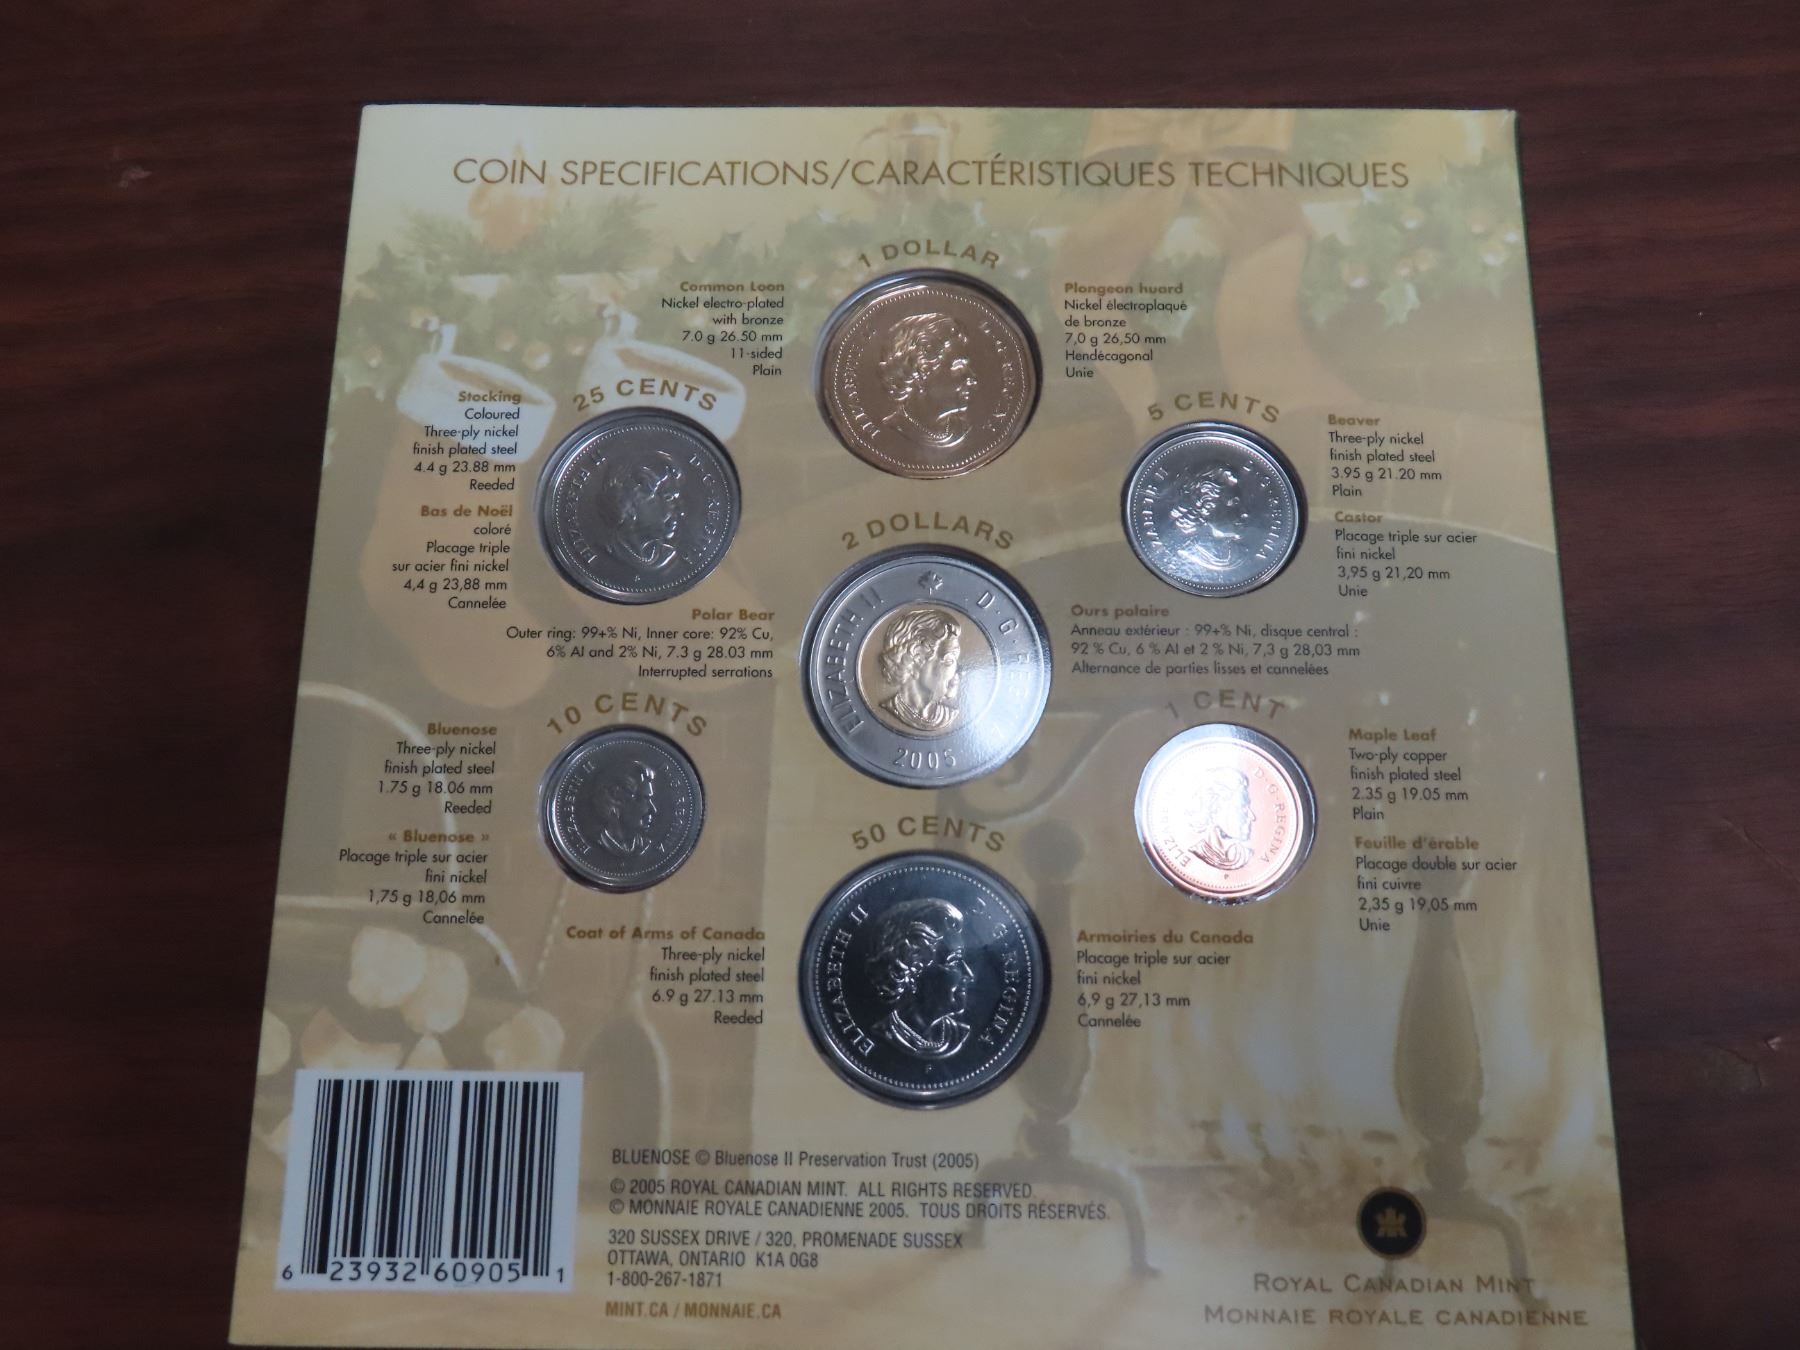 COIN SPECIFICATIONS/CARACTÉRISTIQUES TECHNIQUES
1 DOLLAR
Common Loon
Nickel electro-plated
with bronze
7.0 g 26.50 mm
11-sided
Plain
Plongeon huard
Nickel électroplaqué
de bronze
7,0 g 26,50 mm
Hendécagonal
Unie
ELIZABETH II D·G·REGINA
25 CENTS
Stocking
Coloured
Three-ply nickel
finish plated steel
4.4 g 23.88 mm
Reeded
Bas de Noël
coloré
Placage triple
sur acier fini nickel
4,4 g 23,88 mm
Cannelée
ELIZABETH II D·G·REGINA
P
5 CENTS
Beaver
Three-ply nickel
finish plated steel
3.95 g 21.20 mm
Plain
Castor
Placage triple sur acier
fini nickel
3,95 g 21,20 mm
Unie
ELIZABETH II D·G·REGINA
P
2 DOLLARS
Polar Bear
Outer ring: 99+% Ni, Inner core: 92% Cu,
6% Al and 2% Ni, 7.3 g 28.03 mm
Interrupted serrations
Ours polaire
Anneau extérieur : 99+% Ni, disque central :
92 % Cu, 6 % Al et 2 % Ni, 7,3 g 28,03 mm
Alternance de parties lisses et cannelées
ELIZABETH II D·G·REGINA
2005
10 CENTS
Bluenose
Three-ply nickel
finish plated steel
1.75 g 18.06 mm
Reeded
« Bluenose »
Placage triple sur acier
fini nickel
1,75 g 18,06 mm
Cannelée
ELIZABETH II D·G·REGINA
P
1 CENT
Maple Leaf
Two-ply copper
finish plated steel
2.35 g 19.05 mm
Plain
Feuille d'érable
Placage double sur acier
fini cuivre
2,35 g 19,05 mm
Unie
D·G·REGINA
P
50 CENTS
Coat of Arms of Canada
Three-ply nickel
finish plated steel
6.9 g 27.13 mm
Reeded
Armoiries du Canada
Placage triple sur acier
fini nickel
6,9 g 27,13 mm
Cannelée
ELIZABETH II D·G·REGINA
P
6 23932 60905 1
BLUENOSE © Bluenose II Preservation Trust (2005)
© 2005 ROYAL CANADIAN MINT. ALL RIGHTS RESERVED.
© MONNAIE ROYALE CANADIENNE 2005. TOUS DROITS RÉSERVÉS.
320 SUSSEX DRIVE / 320, PROMENADE SUSSEX
OTTAWA, ONTARIO K1A 0G8
1-800-267-1871
MINT.CA / MONNAIE.CA
ROYAL CANADIAN MINT
MONNAIE ROYALE CANADIENNE